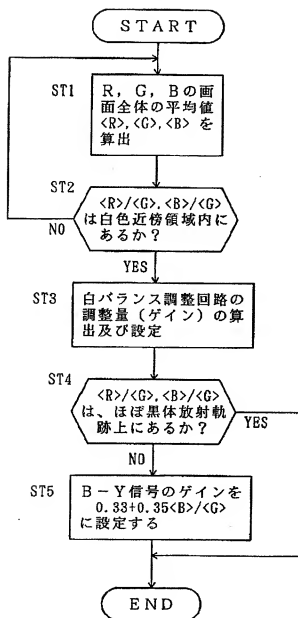 START
ST1
R，G，Bの画
面全体の平均値
<R>,<G>,<B> を
算出
ST2
<R>/<G>,<B>/<G>
は白色近傍領域内に
あるか？
NO
YES
ST3
白バランス調整回路の
調整量（ゲイン）の算
出及び設定
ST4
<R>/<G>,<B>/<G>
は、ほぼ黒体放射軌
跡上にあるか？
YES
NO
ST5
B－Y信号のゲインを
0.33+0.35<B>/<G>
に設定する
END